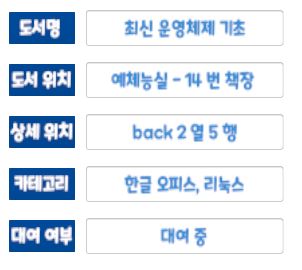 도서명 최신 운영체제 기초
도서 위치 예체능실 - 14 번 책장
상세 위치 back 2 열 5 행
카테고리 한글 오피스, 리눅스
대여 여부 대여 중